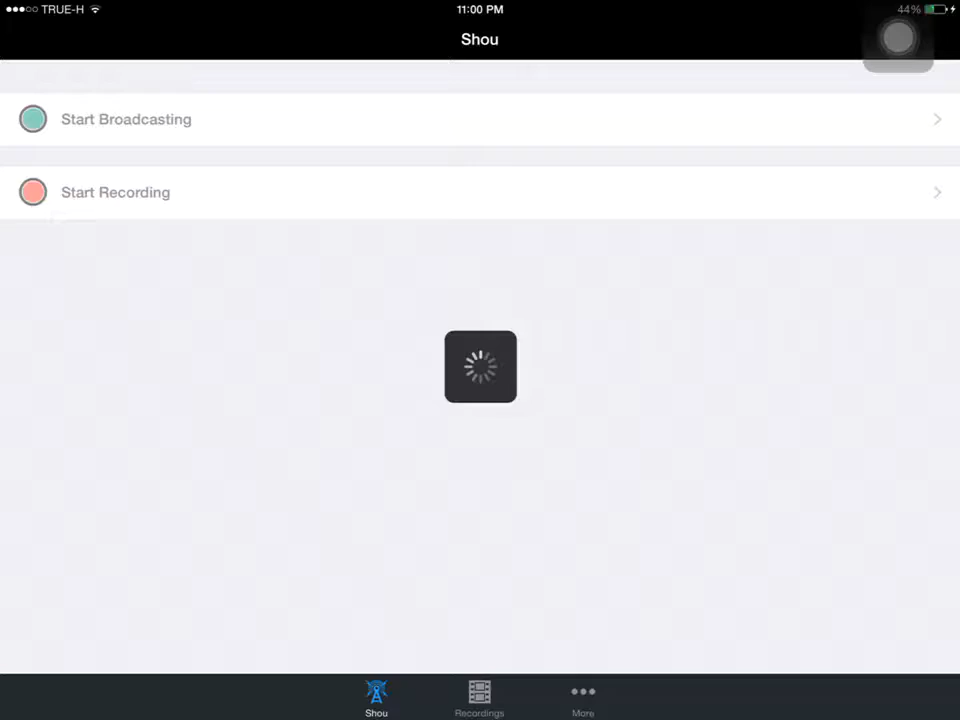 TRUE-H
11:00 PM
44%
Shou
Start Broadcasting
Start Recording
Shou
Recordings
More